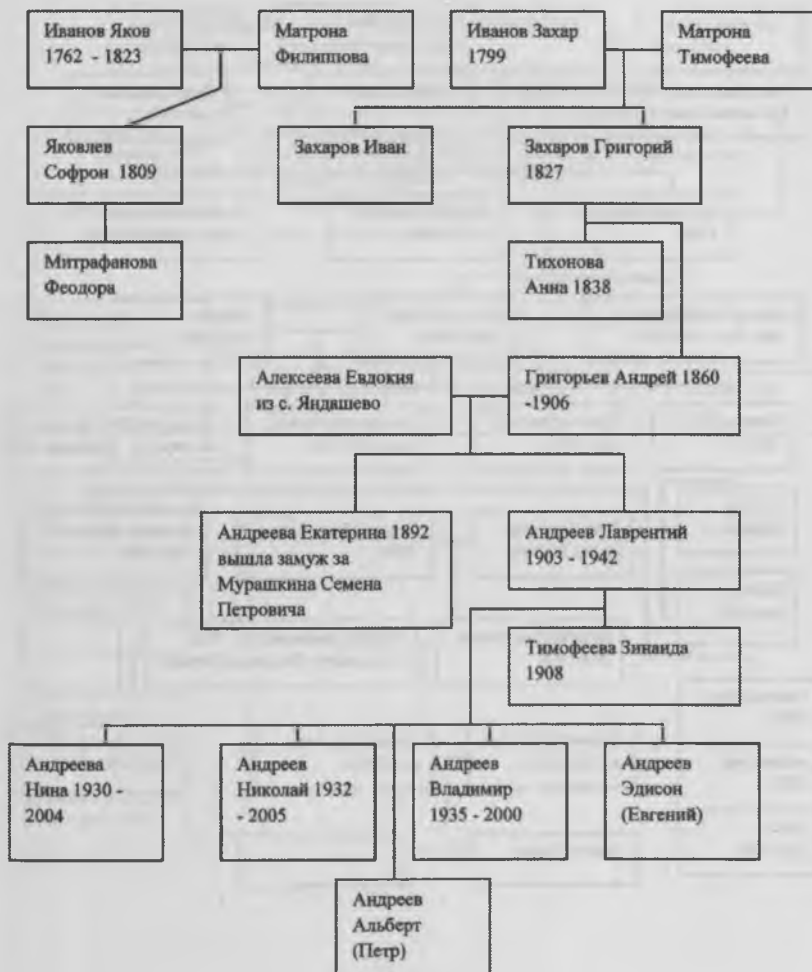 Иванов Яков
1762 - 1823
Матрона
Филиппова
Иванов Захар
1799
Матрона
Тимофеева
Яковлев
Софрон 1809
Захаров Иван
Захаров Григорий
1827
Митрафанова
Феодора
Тихонова
Анна 1838
Алексеева Евдокия
из с. Яндашево
Григорьев Андрей 1860
-1906
Андреева Екатерина 1892
вышла замуж за
Мурашкина Семена
Петровича
Андреев Лаврентий
1903 - 1942
Тимофеева Зинаида
1908
Андреева
Нина 1930 -
2004
Андреев
Николай 1932
- 2005
Андреев
Владимир
1935 - 2000
Андреев
Эдисон
(Евгений)
Андреев
Альберт
(Петр)